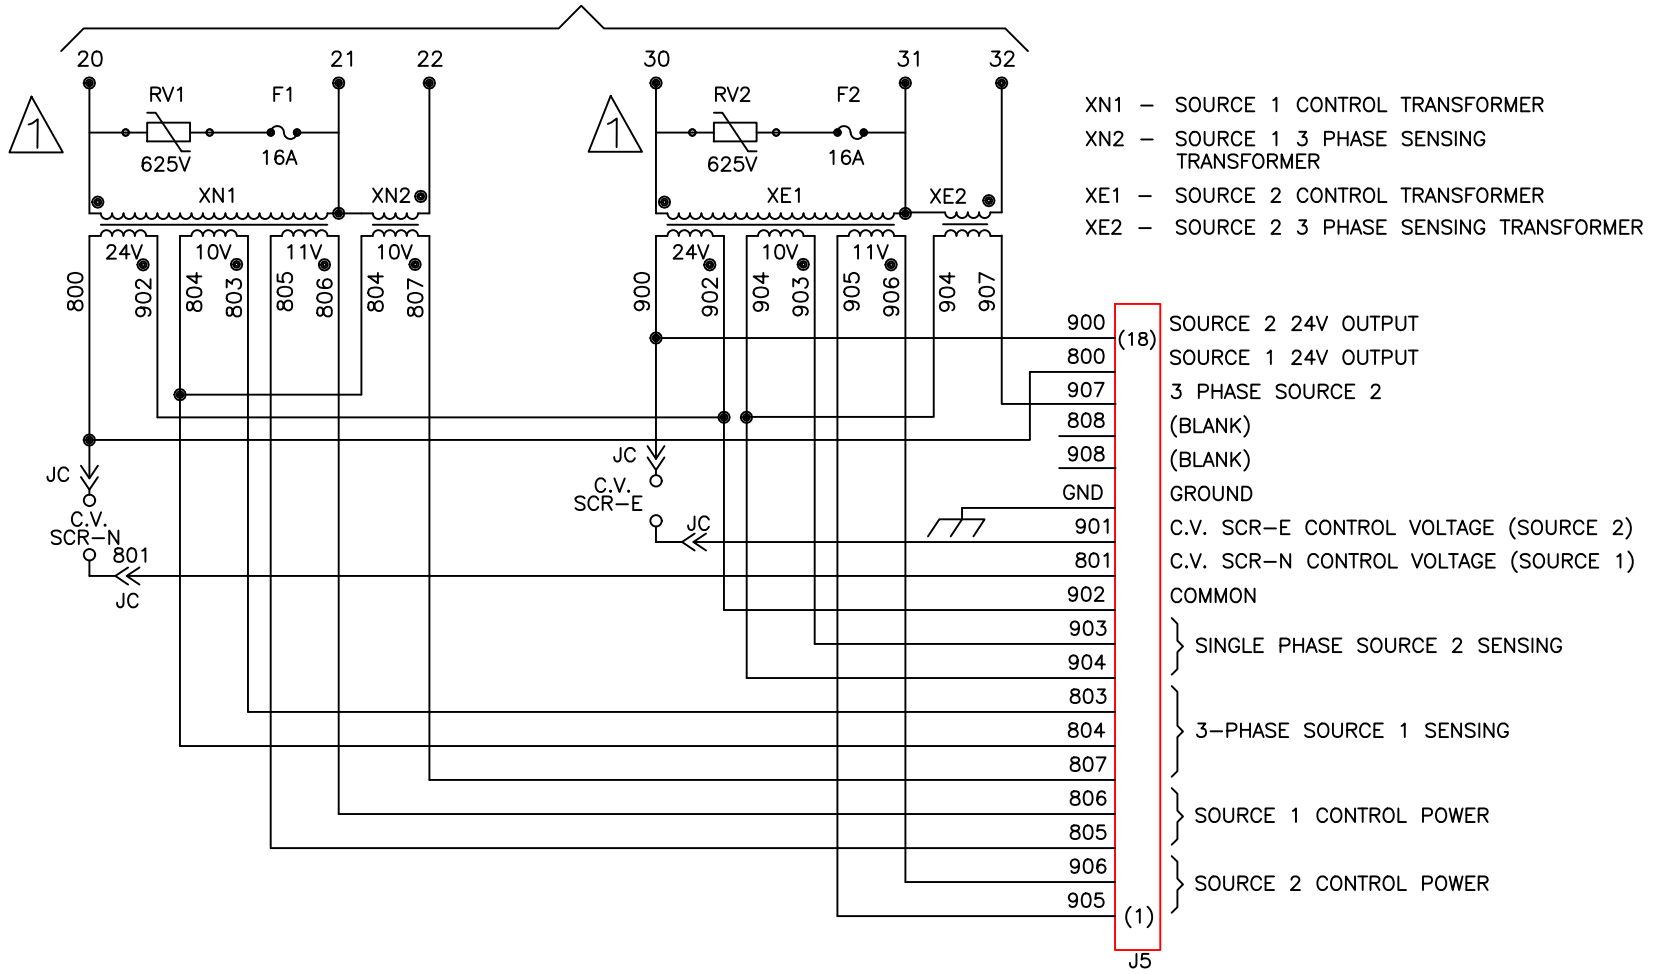 20 21 22 30 31 32
RV1 F1 RV2 F2
1 1
625V 16A 625V 16A
XN1 XN2 XE1 XE2
24V 10V 11V 10V 24V 10V 11V
800 902 804 803 805 806 804 807 900 902 904 903 905 906 904 907
XN1 – SOURCE 1 CONTROL TRANSFORMER
XN2 – SOURCE 1 3 PHASE SENSING
TRANSFORMER
XE1 – SOURCE 2 CONTROL TRANSFORMER
XE2 – SOURCE 2 3 PHASE SENSING TRANSFORMER
900 (18) SOURCE 2 24V OUTPUT
800 SOURCE 1 24V OUTPUT
907 3 PHASE SOURCE 2
808 (BLANK)
908 (BLANK)
GND GROUND
901 C.V. SCR–E CONTROL VOLTAGE (SOURCE 2)
801 C.V. SCR–N CONTROL VOLTAGE (SOURCE 1)
902 COMMON
903
904
SINGLE PHASE SOURCE 2 SENSING
803
804
807
3–PHASE SOURCE 1 SENSING
806
805
SOURCE 1 CONTROL POWER
906
905
SOURCE 2 CONTROL POWER
(1)
J5
JC
C.V.
SCR–N
801
JC
JC
C.V.
SCR–E
JC